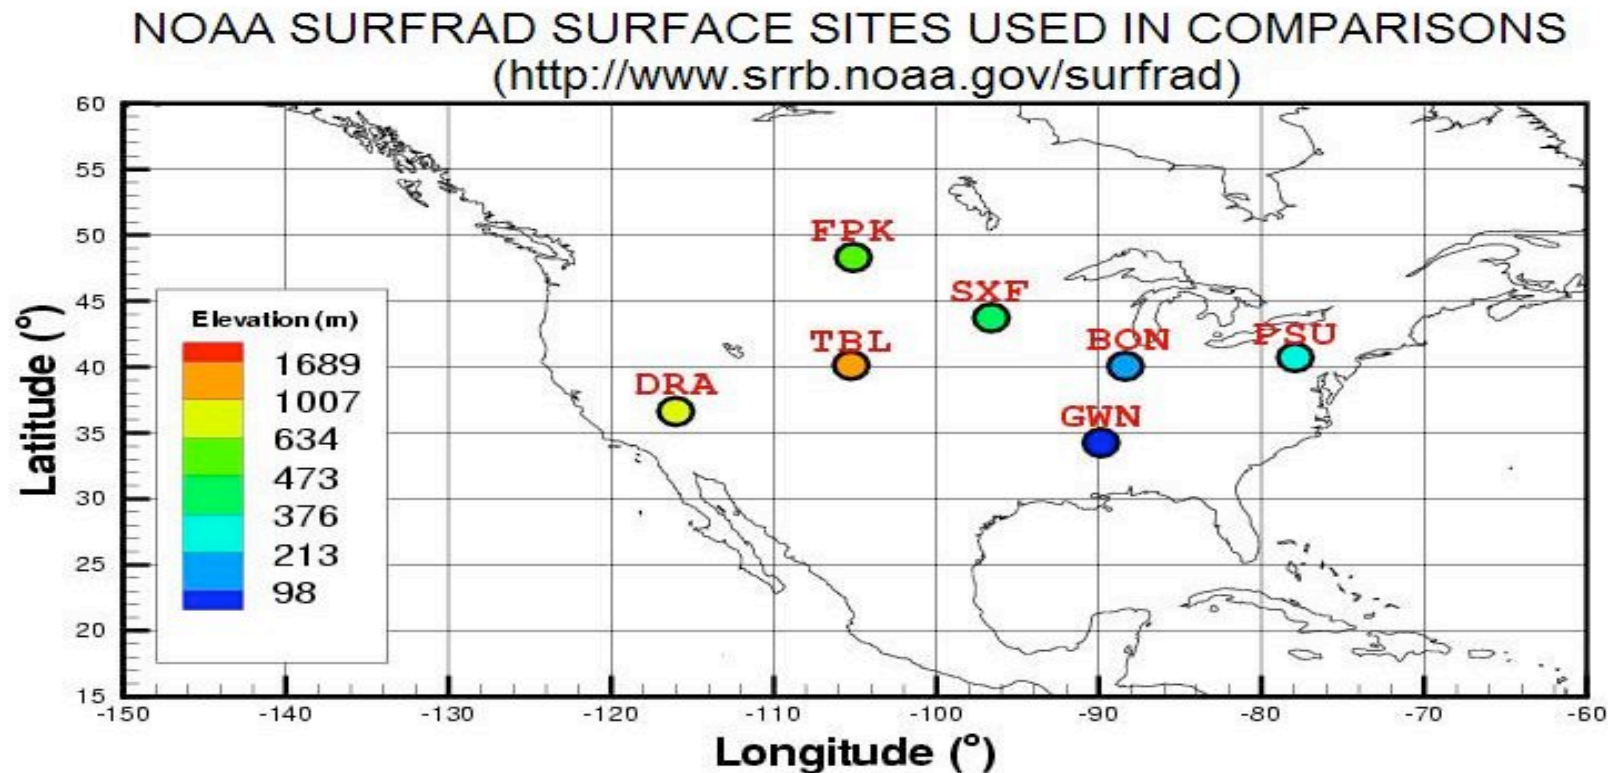 NOAA SURFRAD SURFACE SITES USED IN COMPARISONS
(http://www.srrb.noaa.gov/surfrad)
60
55
50
45
40
35
30
25
20
15
Latitude (°)
FPK
SXF
TBL
BON
PSU
DRA
GWN
Elevation (m)
1689
1007
634
473
376
213
98
-150 -140 -130 -120 -110 -100 -90 -80 -70 -60
Longitude (°)